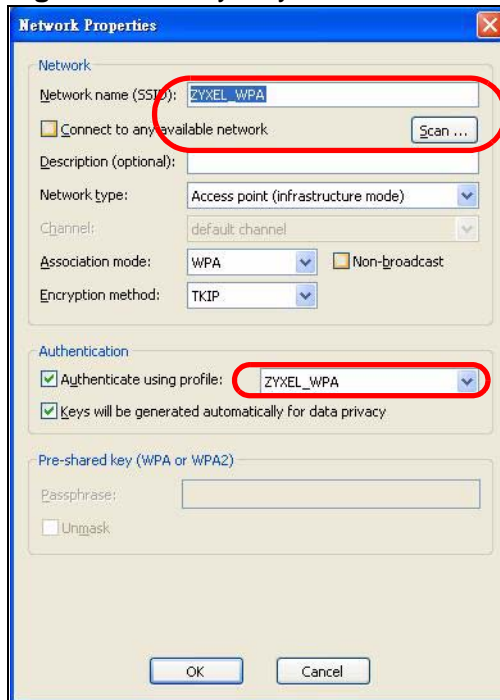 Network Properties
Network
Network name (SSID): ZYXEL_WPA
Connect to any available network Scan ...
Description (optional):
Network type: Access point (infrastructure mode)
Channel: default channel
Association mode: WPA Non-broadcast
Encryption method: TKIP
Authentication
Authenticate using profile: ZYXEL_WPA
Keys will be generated automatically for data privacy
Pre-shared key (WPA or WPA2)
Passphrase:
Unmask
OK Cancel